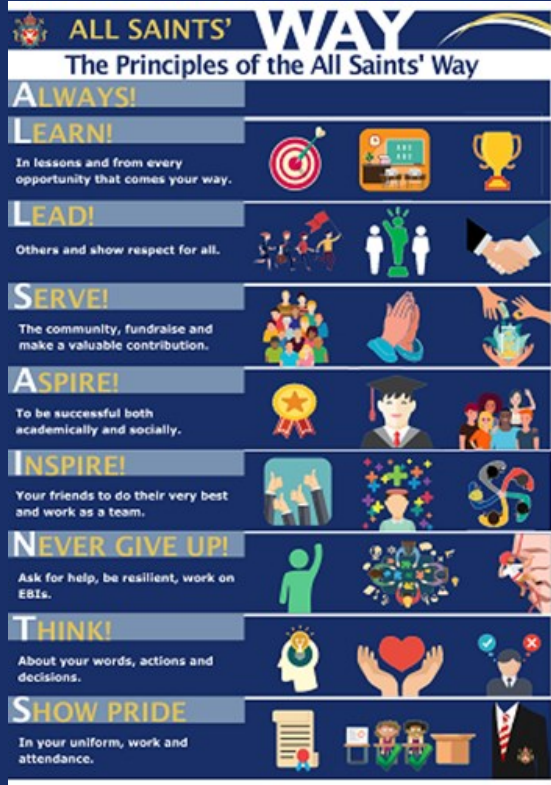 ALL SAINTS' WAY
The Principles of the All Saints' Way
ALWAYS!
LEARN!
In lessons and from every
opportunity that comes your way.
LEAD!
Others and show respect for all.
SERVE!
The community, fundraise and
make a valuable contribution.
ASPIRE!
To be successful both
academically and socially.
INSPIRE!
Your friends to do their very best
and work as a team.
NEVER GIVE UP!
Ask for help, be resilient, work on
EBIs.
THINK!
About your words, actions and
decisions.
SHOW PRIDE
In your uniform, work and
attendance.